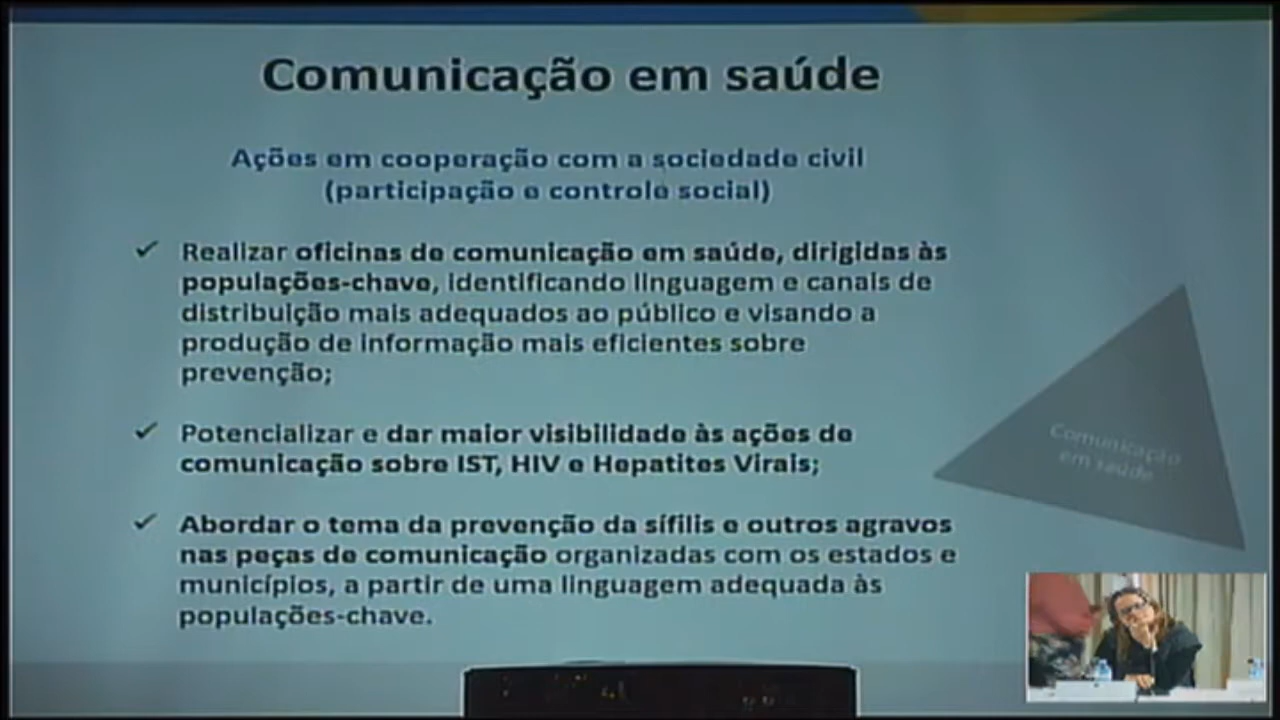 Comunicação em saúde
Ações em cooperação com a sociedade civil
(participação e controle social)
✓ Realizar oficinas de comunicação em saúde, dirigidas às
populações-chave, identificando linguagem e canais de
distribuição mais adequados ao público e visando a
produção de informação mais eficientes sobre
prevenção;
✓ Potencializar e dar maior visibilidade às ações de
comunicação sobre IST, HIV e Hepatites Virais;
✓ Abordar o tema da prevenção da sífilis e outros agravos
nas peças de comunicação organizadas com os estados e
municípios, a partir de uma linguagem adequada às
populações-chave.
Comunicação
em saúde